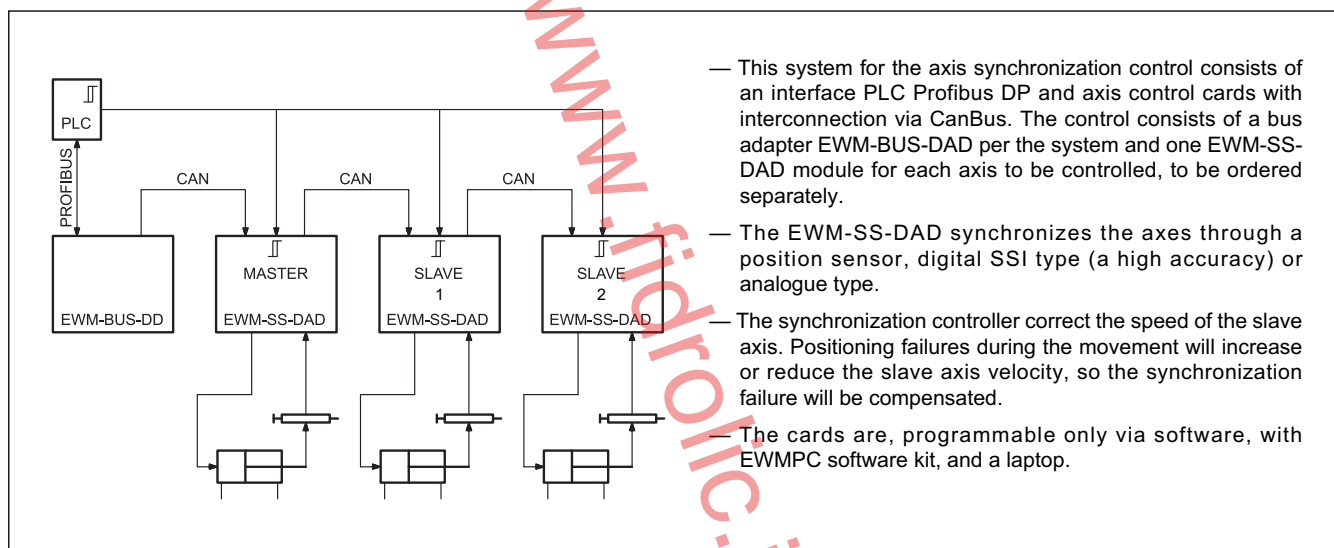 PLC
PROFIBUS
CAN
CAN
CAN
EWM-BUS-DD
MASTER
EWM-SS-DAD
SLAVE
1
EWM-SS-DAD
SLAVE
2
EWM-SS-DAD
— This system for the axis synchronization control consists of
an interface PLC Profibus DP and axis control cards with
interconnection via CanBus. The control consists of a bus
adapter EWM-BUS-DAD per the system and one EWM-SS-
DAD module for each axis to be controlled, to be ordered
separately.
— The EWM-SS-DAD synchronizes the axes through a
position sensor, digital SSI type (a high accuracy) or
analogue type.
— The synchronization controller correct the speed of the slave
axis. Positioning failures during the movement will increase
or reduce the slave axis velocity, so the synchronization
failure will be compensated.
— The cards are, programmable only via software, with
EWMPC software kit, and a laptop.
www.fidrolic.